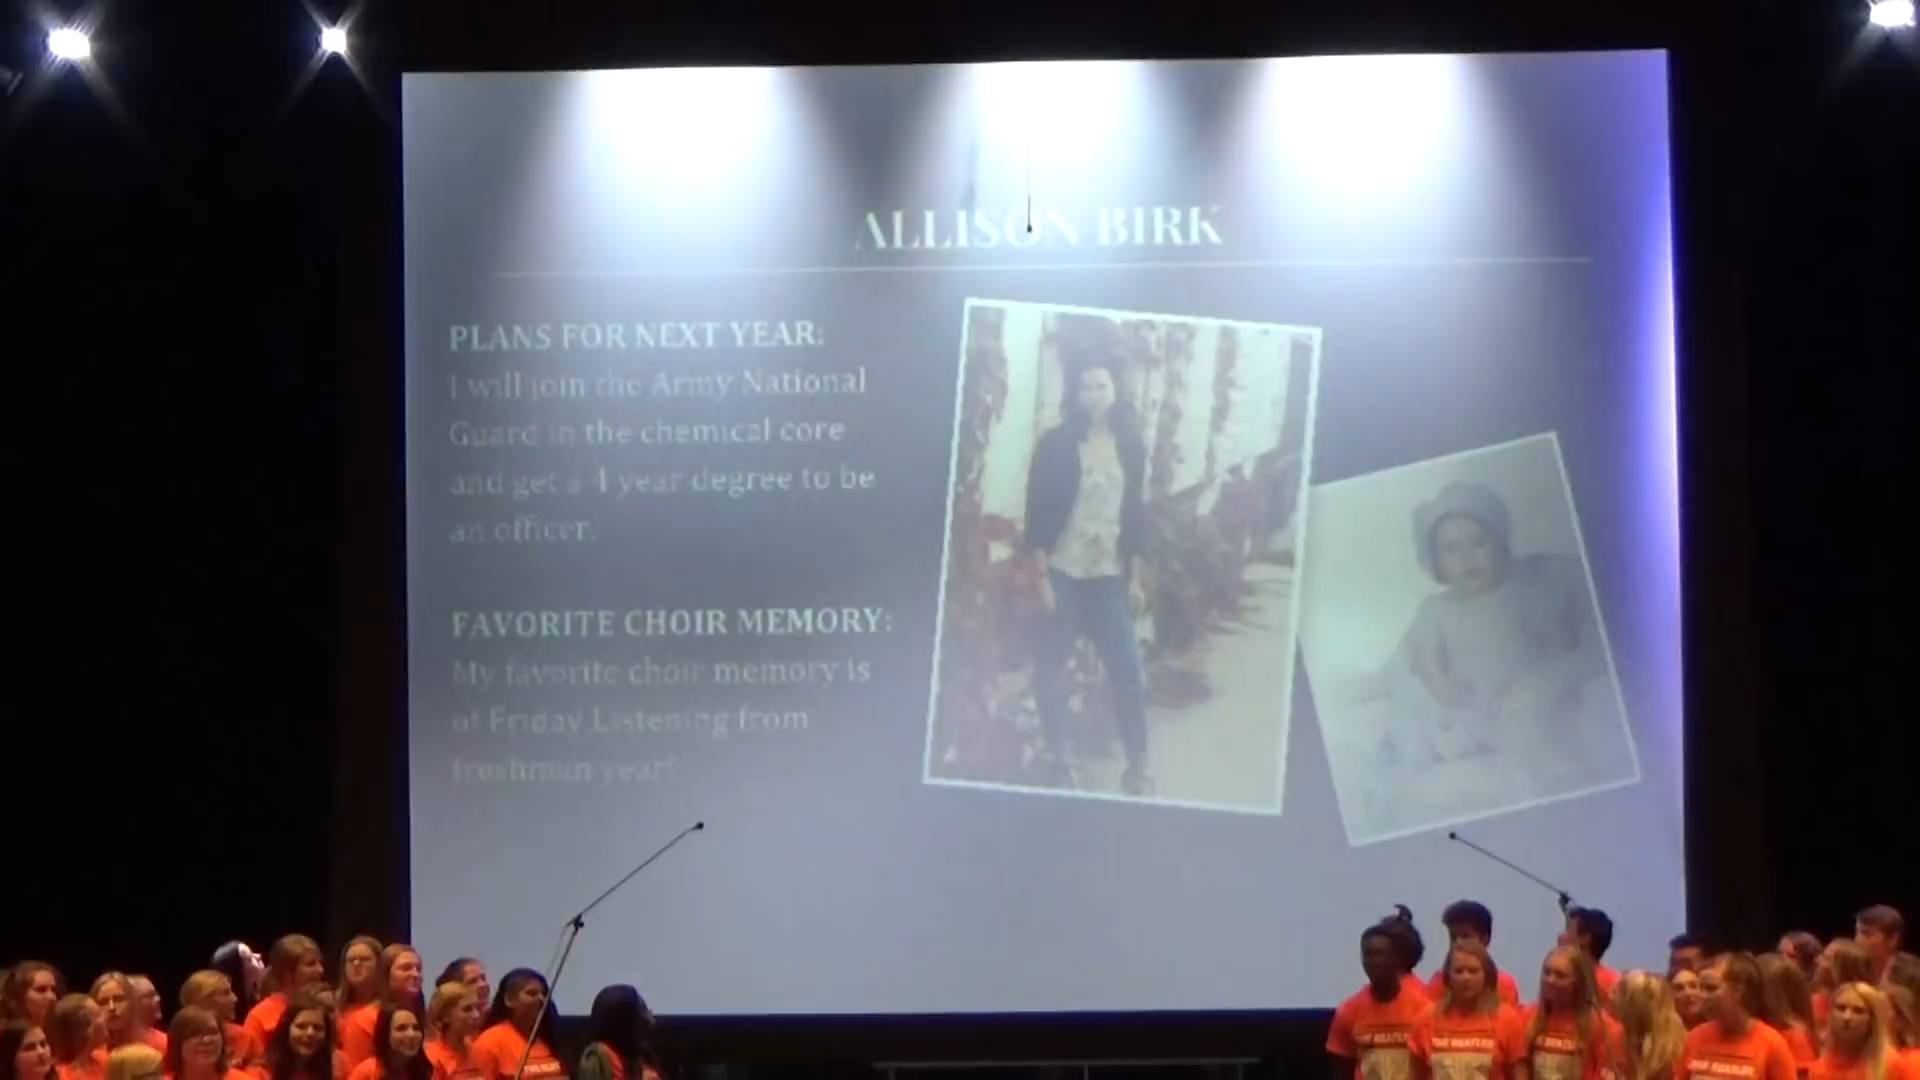 ALLISON BIRK
PLANS FOR NEXT YEAR:
I will join the Army National
Guard in the chemical core
and get a 4 year degree to be
an officer.
FAVORITE CHOIR MEMORY:
My favorite choir memory is
of Friday Listening from
freshman year!
THE BEATLES